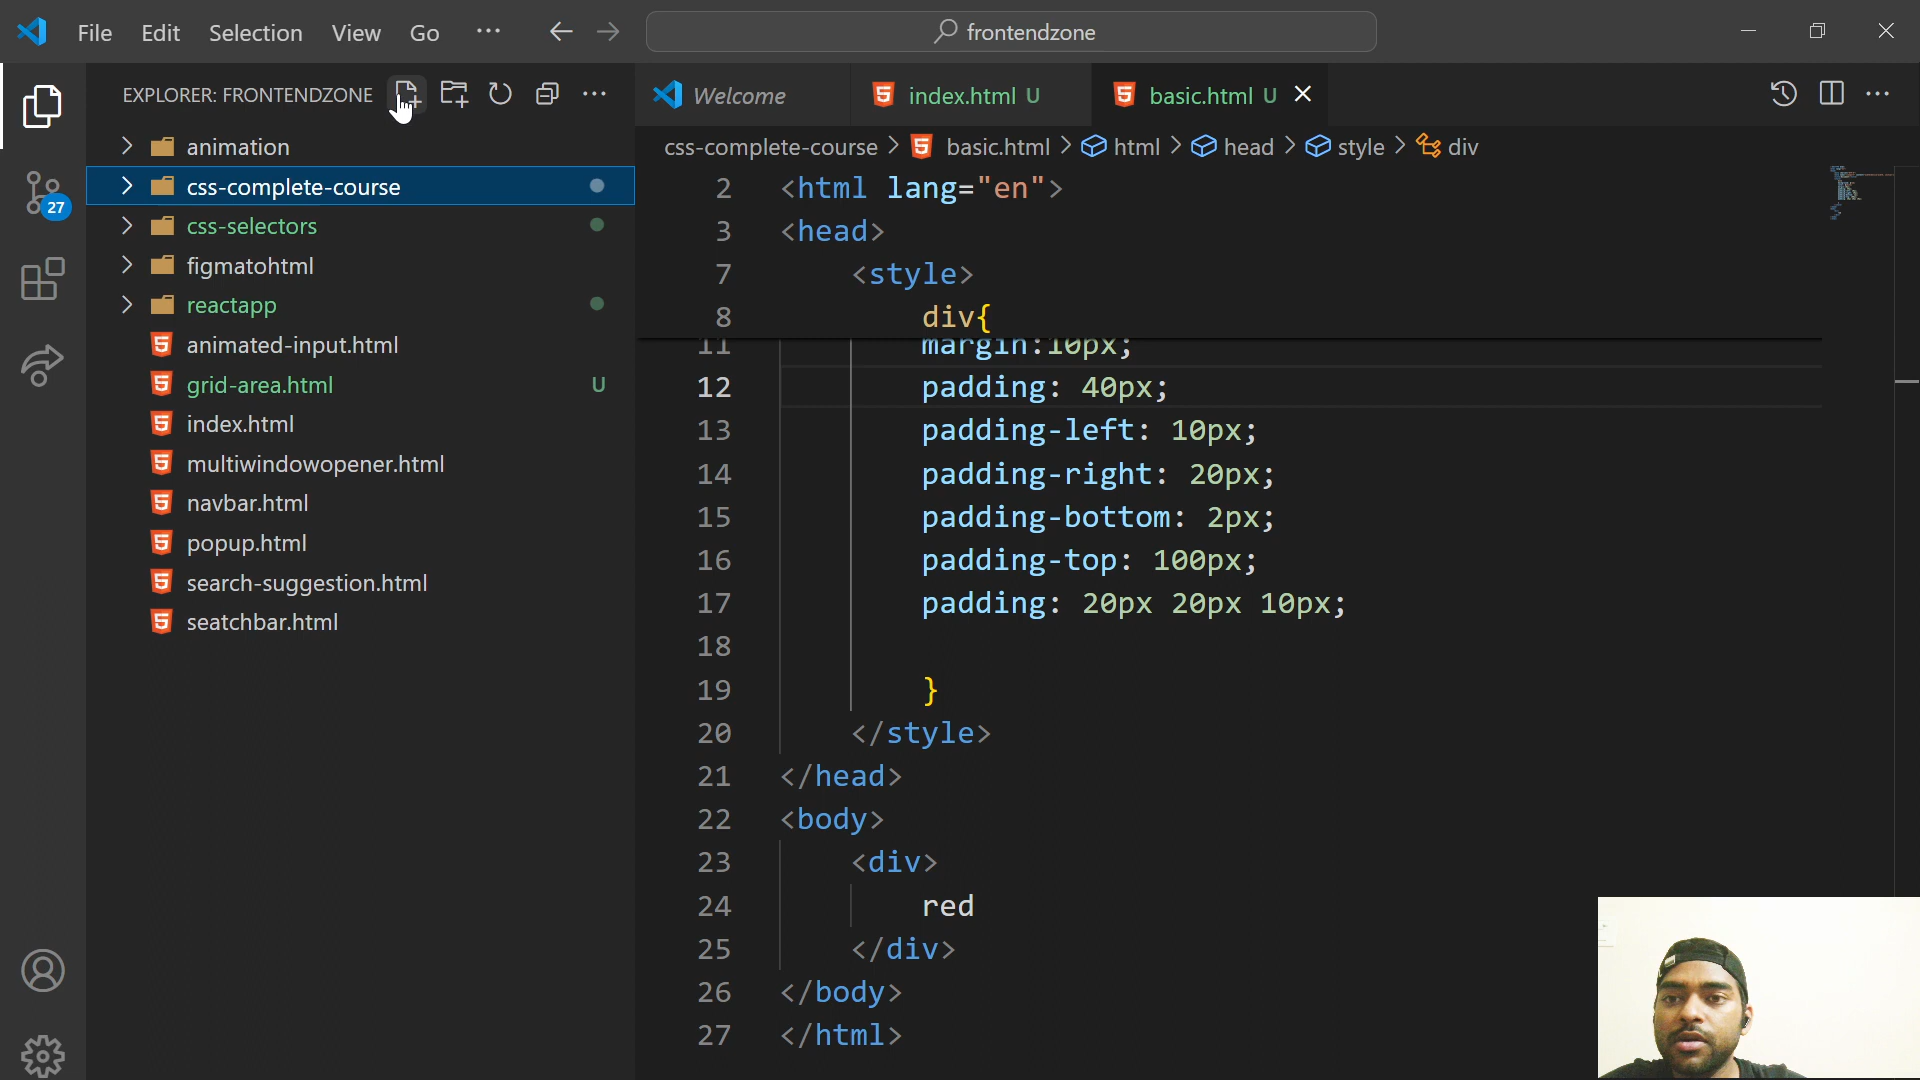 File Edit Selection View Go ··· frontendzone
EXPLORER: FRONTENDZONE
animation
css-complete-course
css-selectors
figmatohtml
reactapp
animated-input.html
grid-area.html U
index.html
multiwindowopener.html
navbar.html
popup.html
search-suggestion.html
seatchbar.html
27
Welcome index.html U basic.html U
css-complete-course > basic.html > html > head > style > div
2 <html lang="en">
3 <head>
7 <style>
8 div{
11 margin:10px;
12 padding: 40px;
13 padding-left: 10px;
14 padding-right: 20px;
15 padding-bottom: 2px;
16 padding-top: 100px;
17 padding: 20px 20px 10px;
18
19 }
20 </style>
21 </head>
22 <body>
23 <div>
24 red
25 </div>
26 </body>
27 </html>